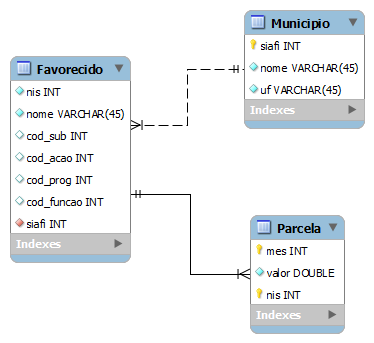 Municipio
siafi INT
nome VARCHAR(45)
uf VARCHAR(45)
Indexes
Favorecido
nis INT
nome VARCHAR(45)
cod_sub INT
cod_acao INT
cod_prog INT
cod_funcao INT
siafi INT
Indexes
Parcela
mes INT
valor DOUBLE
nis INT
Indexes